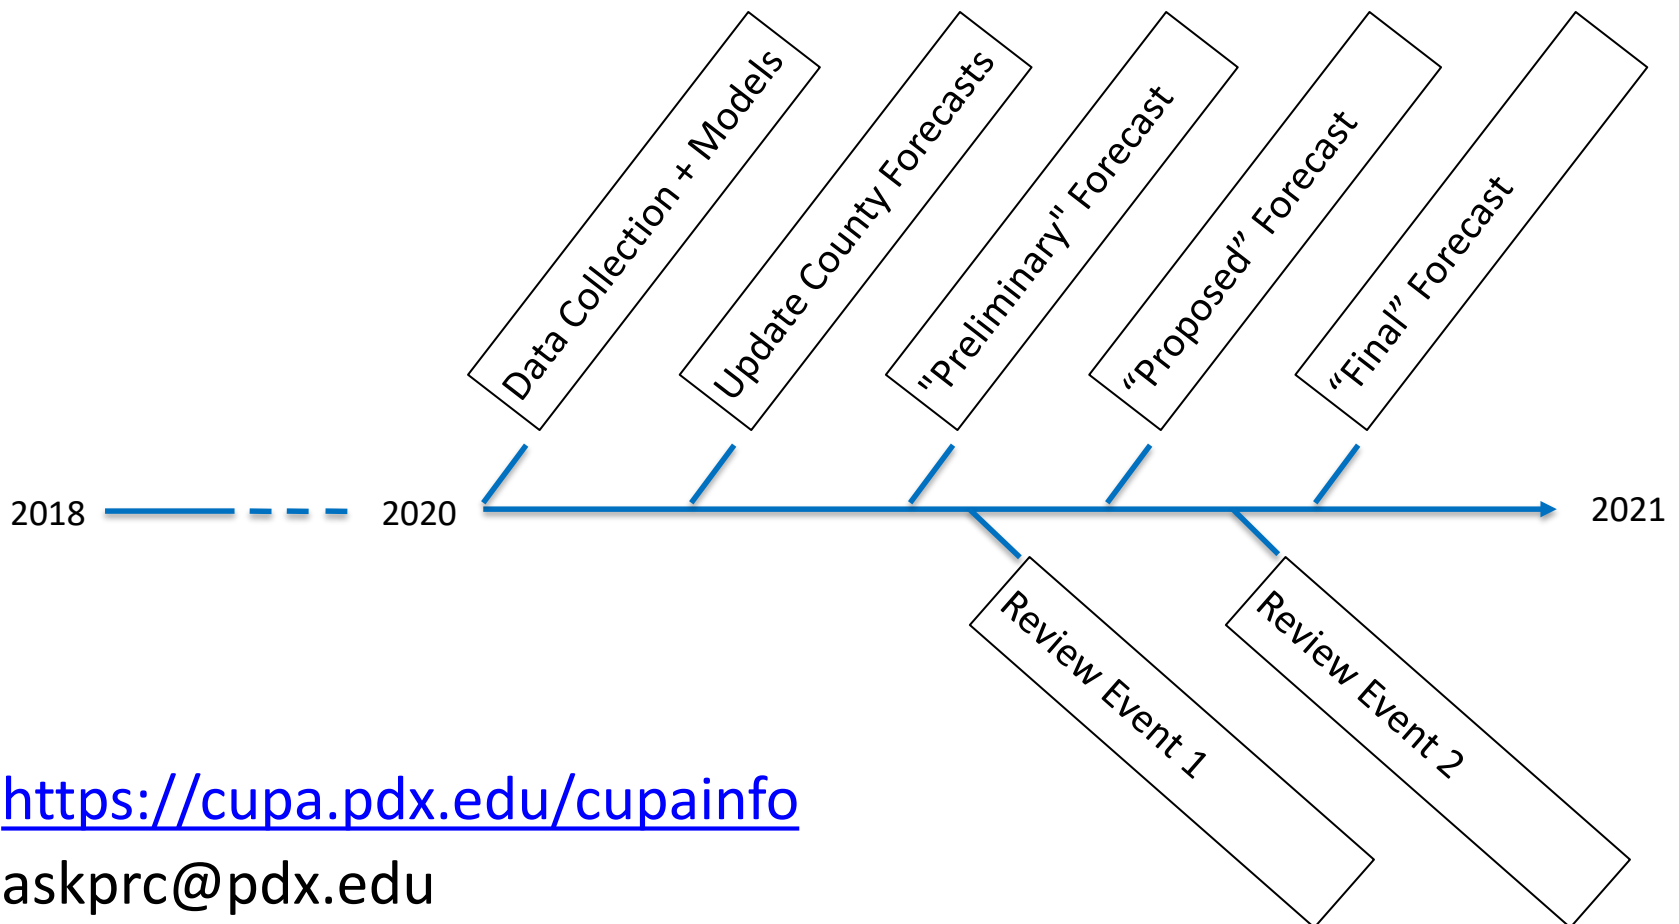 Data Collection + Models
Update County Forecasts
"Preliminary" Forecast
“Proposed” Forecast
“Final” Forecast
2018
2020
2021
Review Event 1
Review Event 2
https://cupa.pdx.edu/cupainfo
askprc@pdx.edu